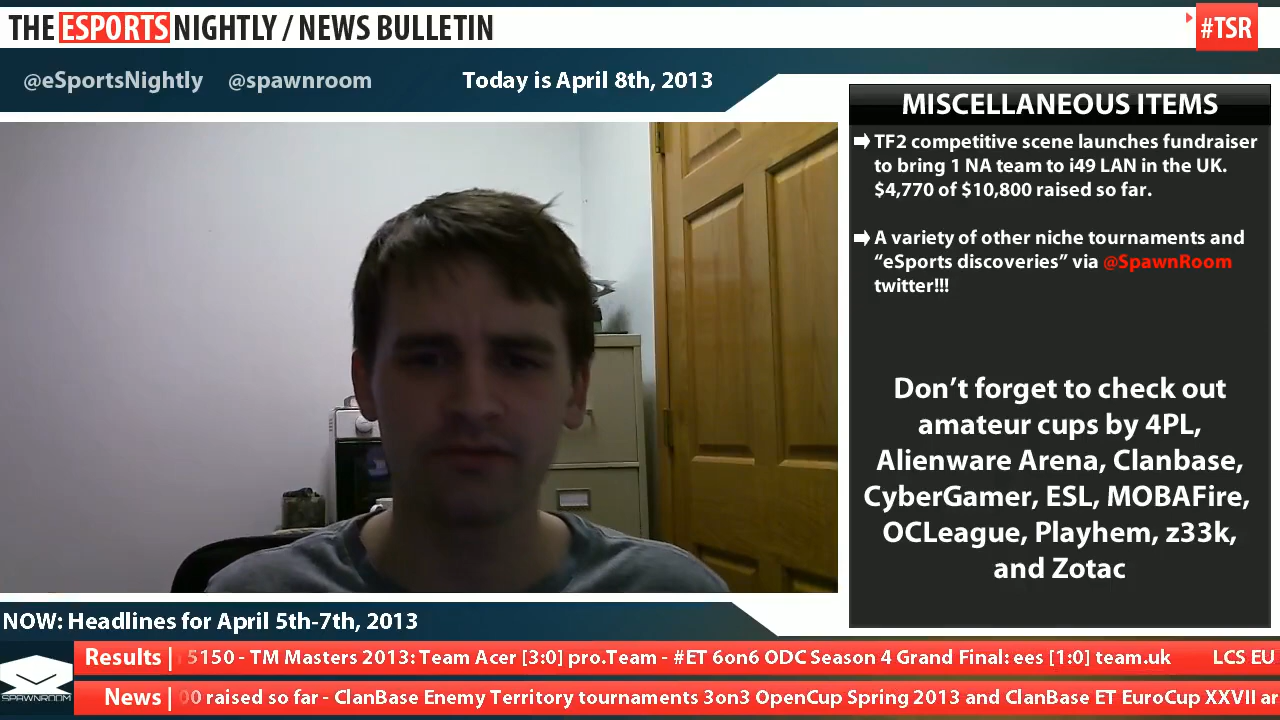 THE ESPORTS NIGHTLY / NEWS BULLETIN
#TSR
@eSportsNightly @spawnroom Today is April 8th, 2013
MISCELLANEOUS ITEMS
TF2 competitive scene launches fundraiser
to bring 1 NA team to i49 LAN in the UK.
$4,770 of $10,800 raised so far.
A variety of other niche tournaments and
“eSports discoveries” via @SpawnRoom
twitter!!!
Don’t forget to check out
amateur cups by 4PL,
Alienware Arena, Clanbase,
CyberGamer, ESL, MOBAFire,
OCLeague, Playhem, z33k,
and Zotac
NOW: Headlines for April 5th-7th, 2013
Results | 5150 - TM Masters 2013: Team Acer [3:0] pro.Team - #ET 6on6 ODC Season 4 Grand Final: ees [1:0] team.uk LCS EU
SPAWNROOM
News | 00 raised so far - ClanBase Enemy Territory tournaments 3on3 OpenCup Spring 2013 and ClanBase ET EuroCup XXVII ar